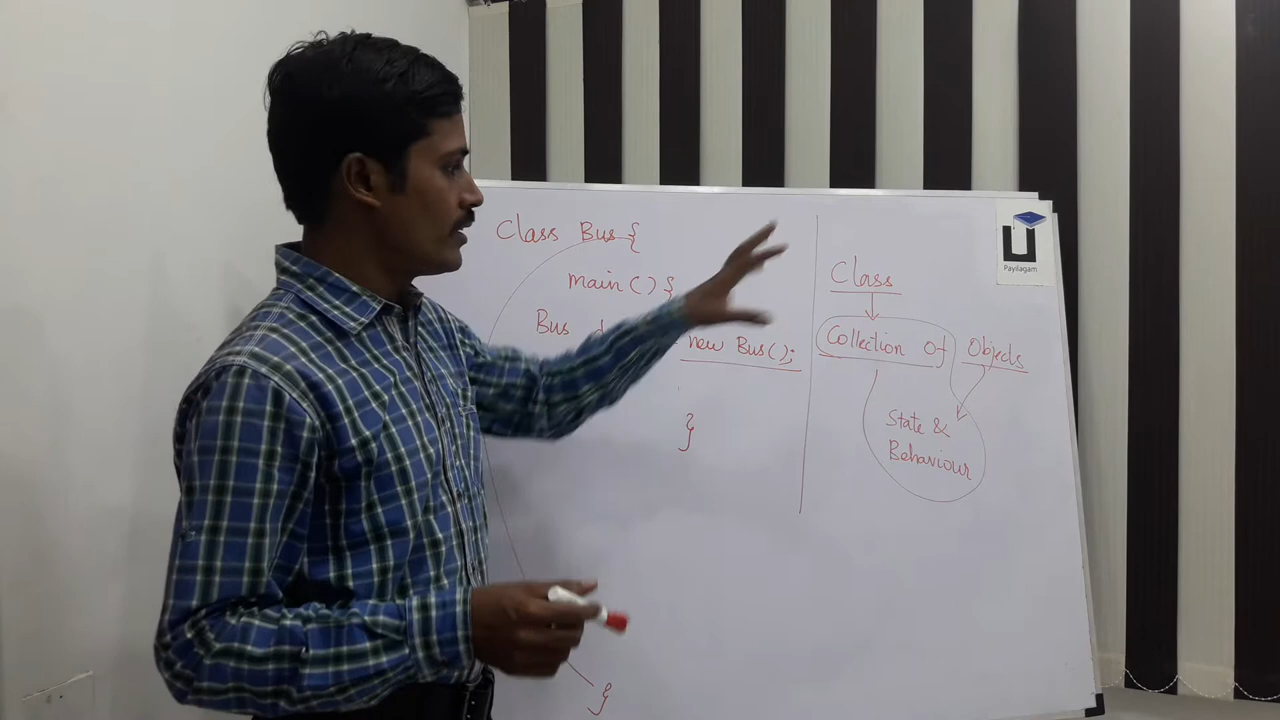 Class Bus {
main () {
Bus
new Bus();
}
}
Class
Collection of Objects
State &
Behaviour
Payilagam